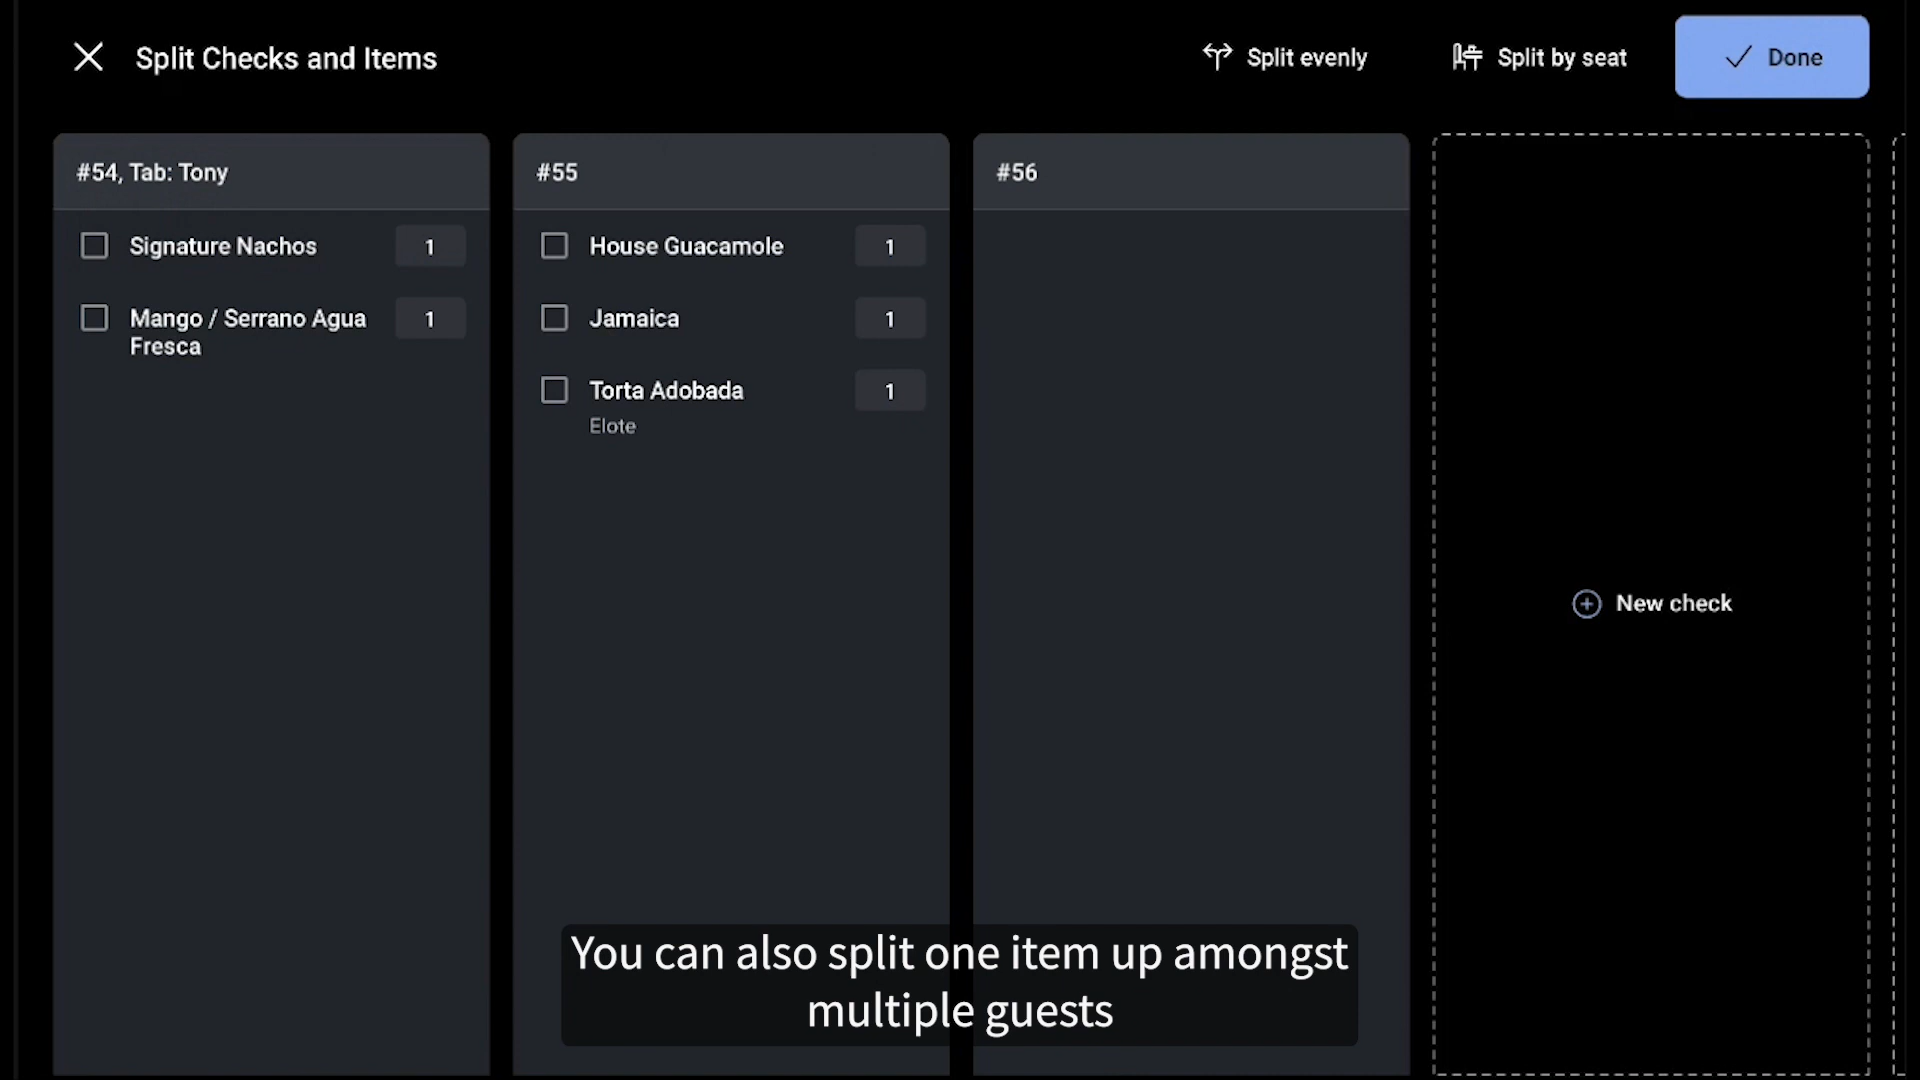 Split Checks and Items
Split evenly
Split by seat
Done
#54, Tab: Tony
Signature Nachos 1
Mango / Serrano Agua 1
Fresca
#55
House Guacamole 1
Jamaica 1
Torta Adobada 1
Elote
#56
New check
You can also split one item up amongst
multiple guests